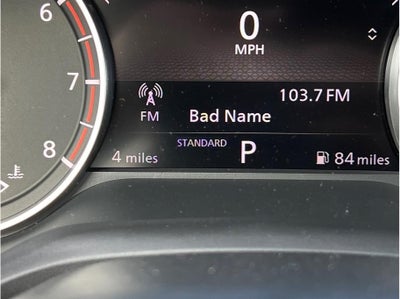 6
7
8
0
MPH
103.7 FM
FM
Bad Name
STANDARD
4 miles
P
84 miles